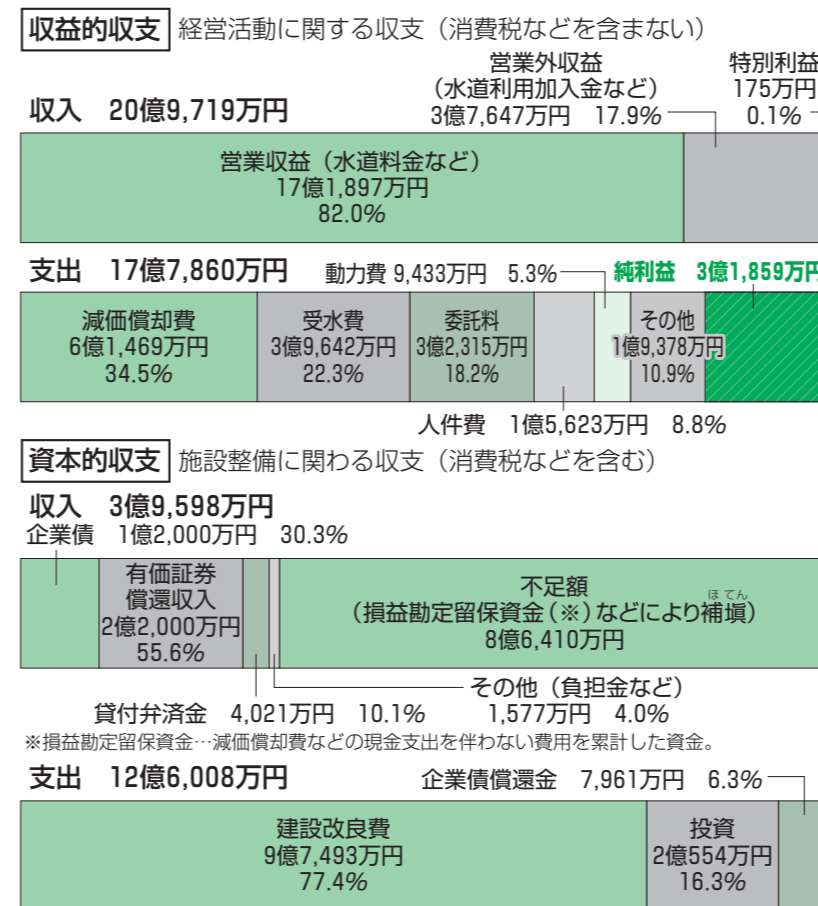 収益的収支 経営活動に関する収支（消費税などを含まない）
営業外収益
（水道利用加入金など）
3億7,647万円 17.9%
特別利益
175万円
0.1%
収入 20億9,719万円
営業収益（水道料金など）
17億1,897万円
82.0%
支出 17億7,860万円
動力費 9,433万円 5.3%
純利益 3億1,859万円
減価償却費
6億1,469万円
34.5%
受水費
3億9,642万円
22.3%
委託料
3億2,315万円
18.2%
その他
1億9,378万円
10.9%
人件費 1億5,623万円 8.8%
資本的収支 施設整備に関わる収支（消費税などを含む）
収入 3億9,598万円
企業債 1億2,000万円 30.3%
有価証券
償還収入
2億2,000万円
55.6%
不足額
（損益勘定留保資金（※）などにより補塡）
ほてん
8億6,410万円
その他（負担金など）
1,577万円 4.0%
貸付弁済金 4,021万円 10.1%
※損益勘定留保資金…減価償却費などの現金支出を伴わない費用を累計した資金。
支出 12億6,008万円
企業債償還金 7,961万円 6.3%
建設改良費
9億7,493万円
77.4%
投資
2億554万円
16.3%